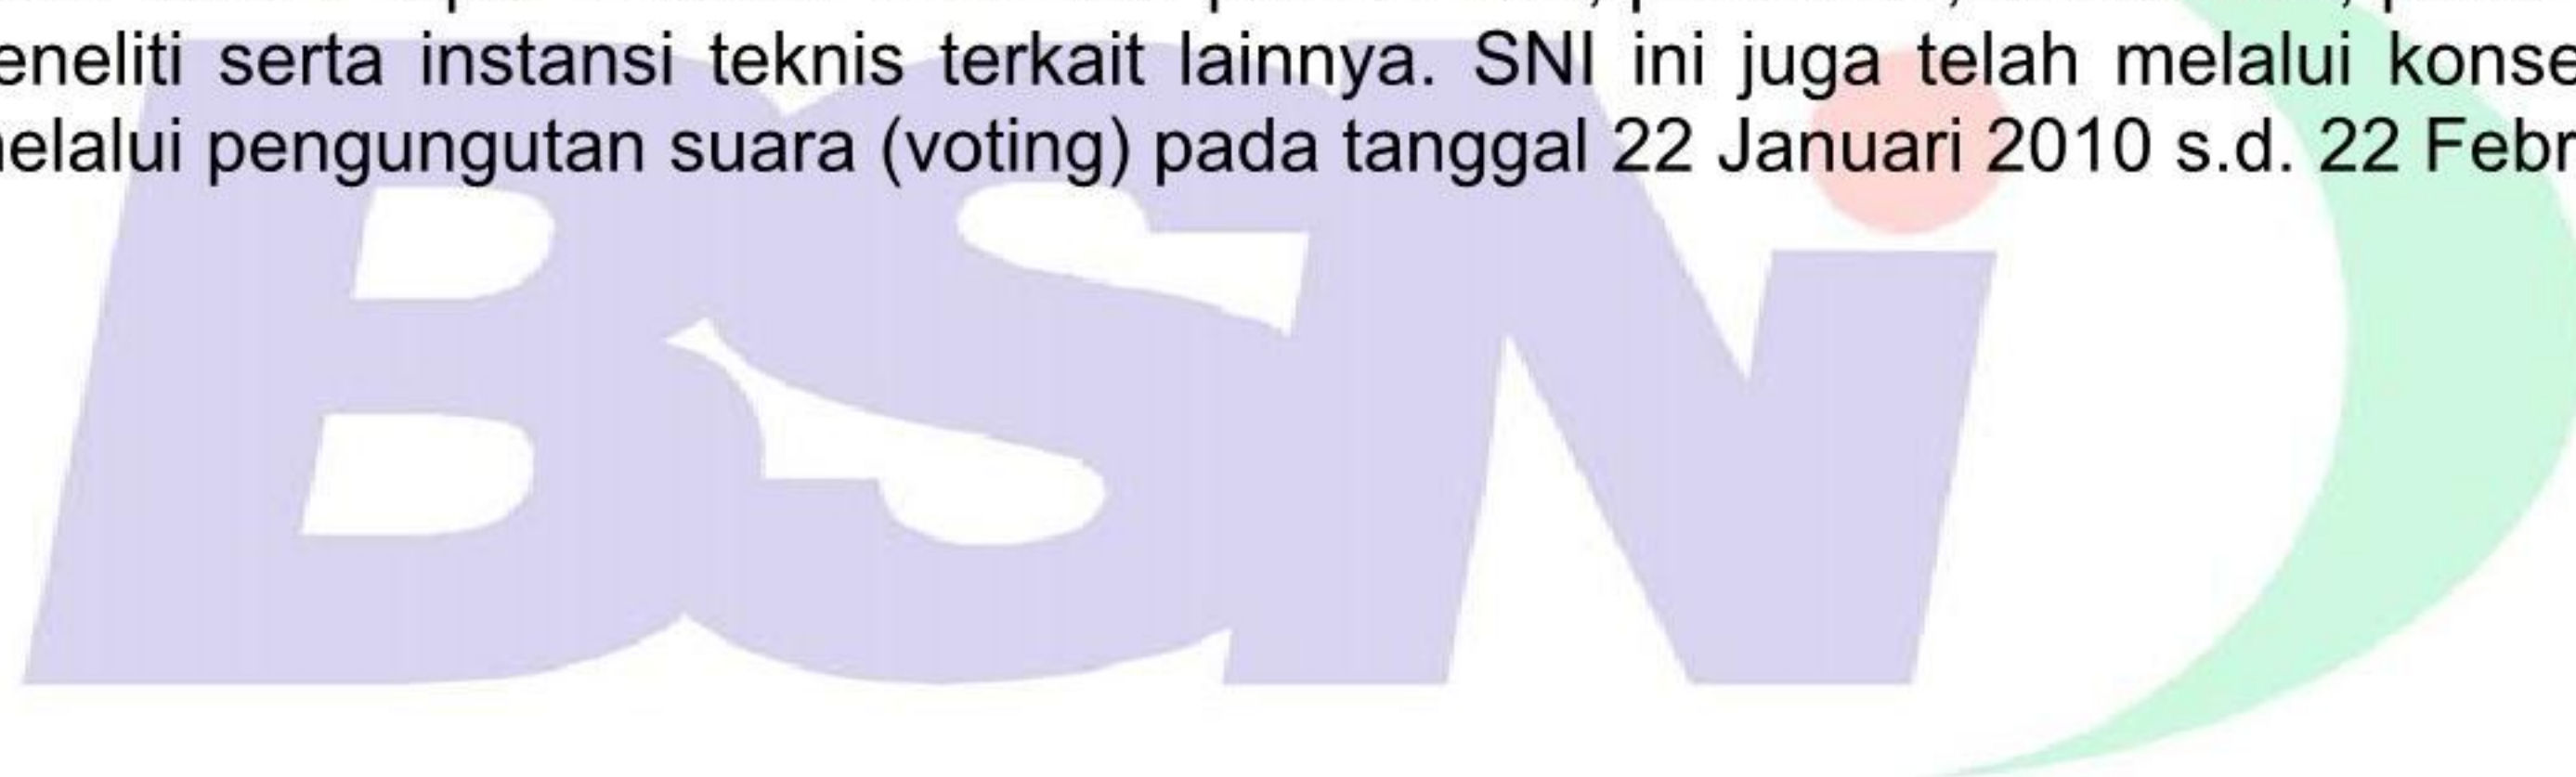 eneliti serta instansi teknis terkait lainnya. SNI ini juga telah melalui konse
elalui pengungutan suara (voting) pada tanggal 22 Januari 2010 s.d. 22 Febr
BSN